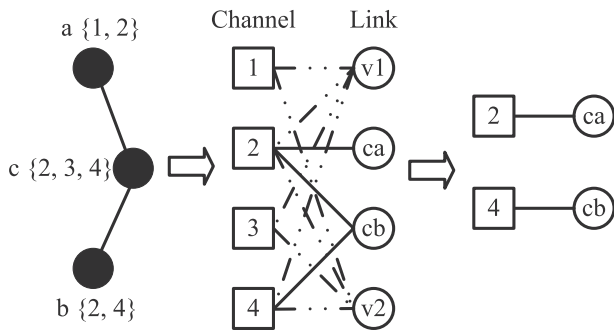 a {1, 2}
c {2, 3, 4}
b {2, 4}
Channel Link
1 v1
2 ca
3 cb
4 v2
2 ca
4 cb